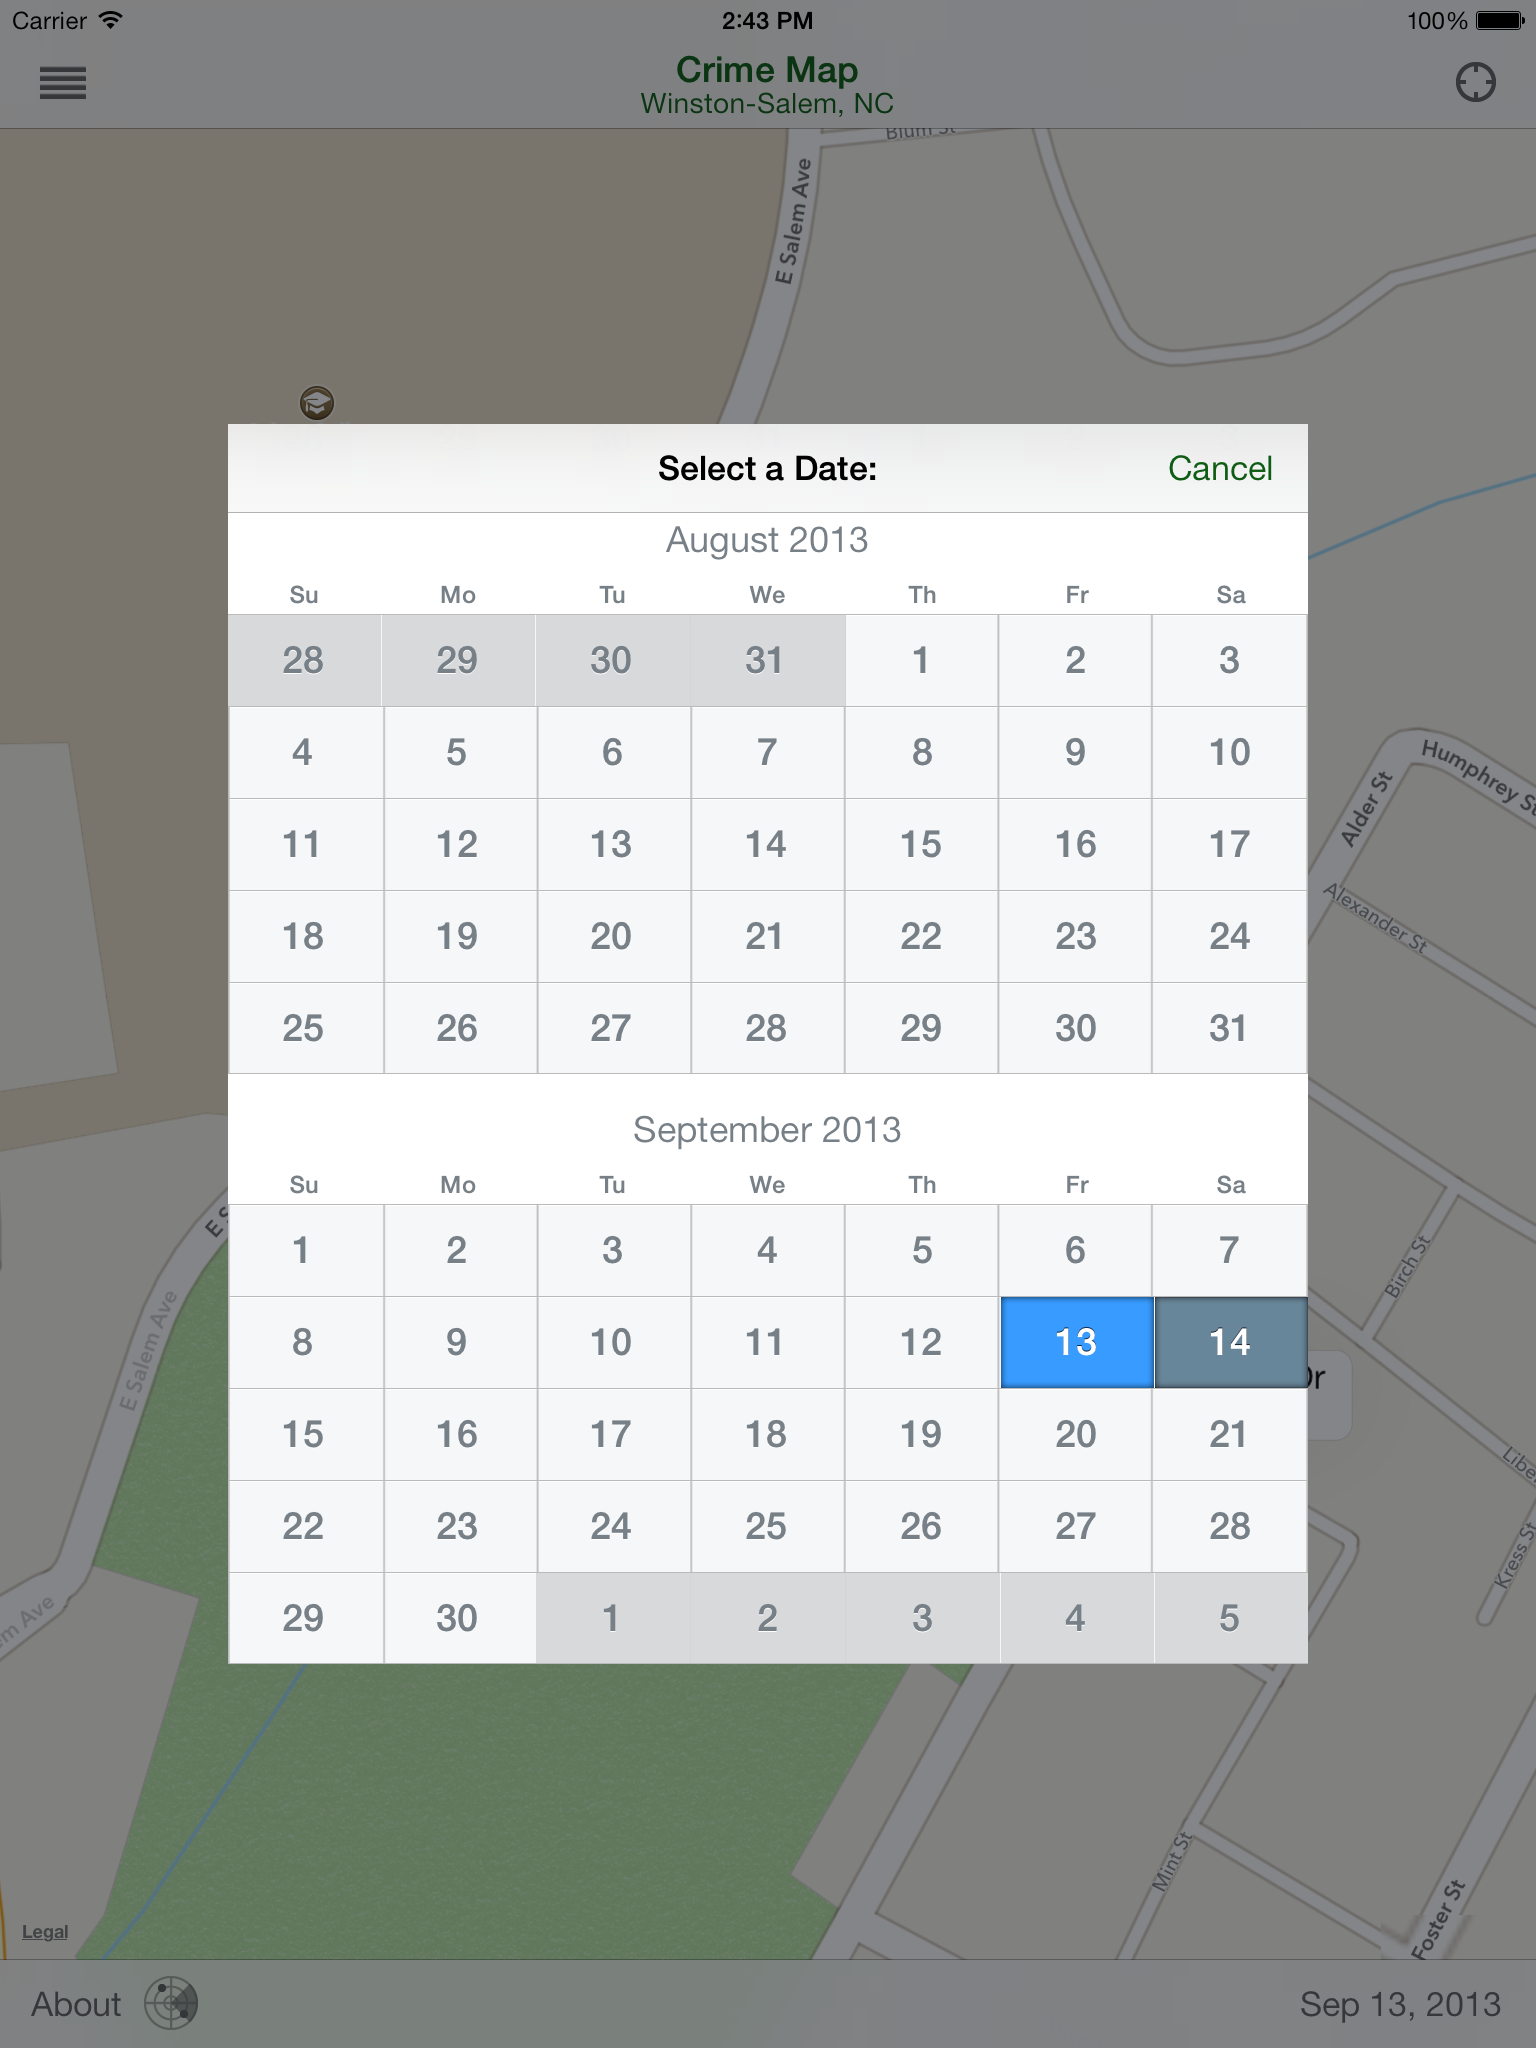 Carrier 2:43 PM 100%
Crime Map
Winston-Salem, NC
Blum St
E Salem Ave
Select a Date: Cancel
August 2013
Su Mo Tu We Th Fr Sa
28 29 30 31 1 2 3
4 5 6 7 8 9 10
11 12 13 14 15 16 17
18 19 20 21 22 23 24
25 26 27 28 29 30 31
Humphrey St
Alder St
Alexander St
September 2013
Su Mo Tu We Th Fr Sa
1 2 3 4 5 6 7
8 9 10 11 12 13 14
15 16 17 18 19 20 21
22 23 24 25 26 27 28
29 30 1 2 3 4 5
E S
Birch St
E Salem Ave
Dr
Kress St
em Ave
Mint St
Foster St
Legal
About Sep 13, 2013